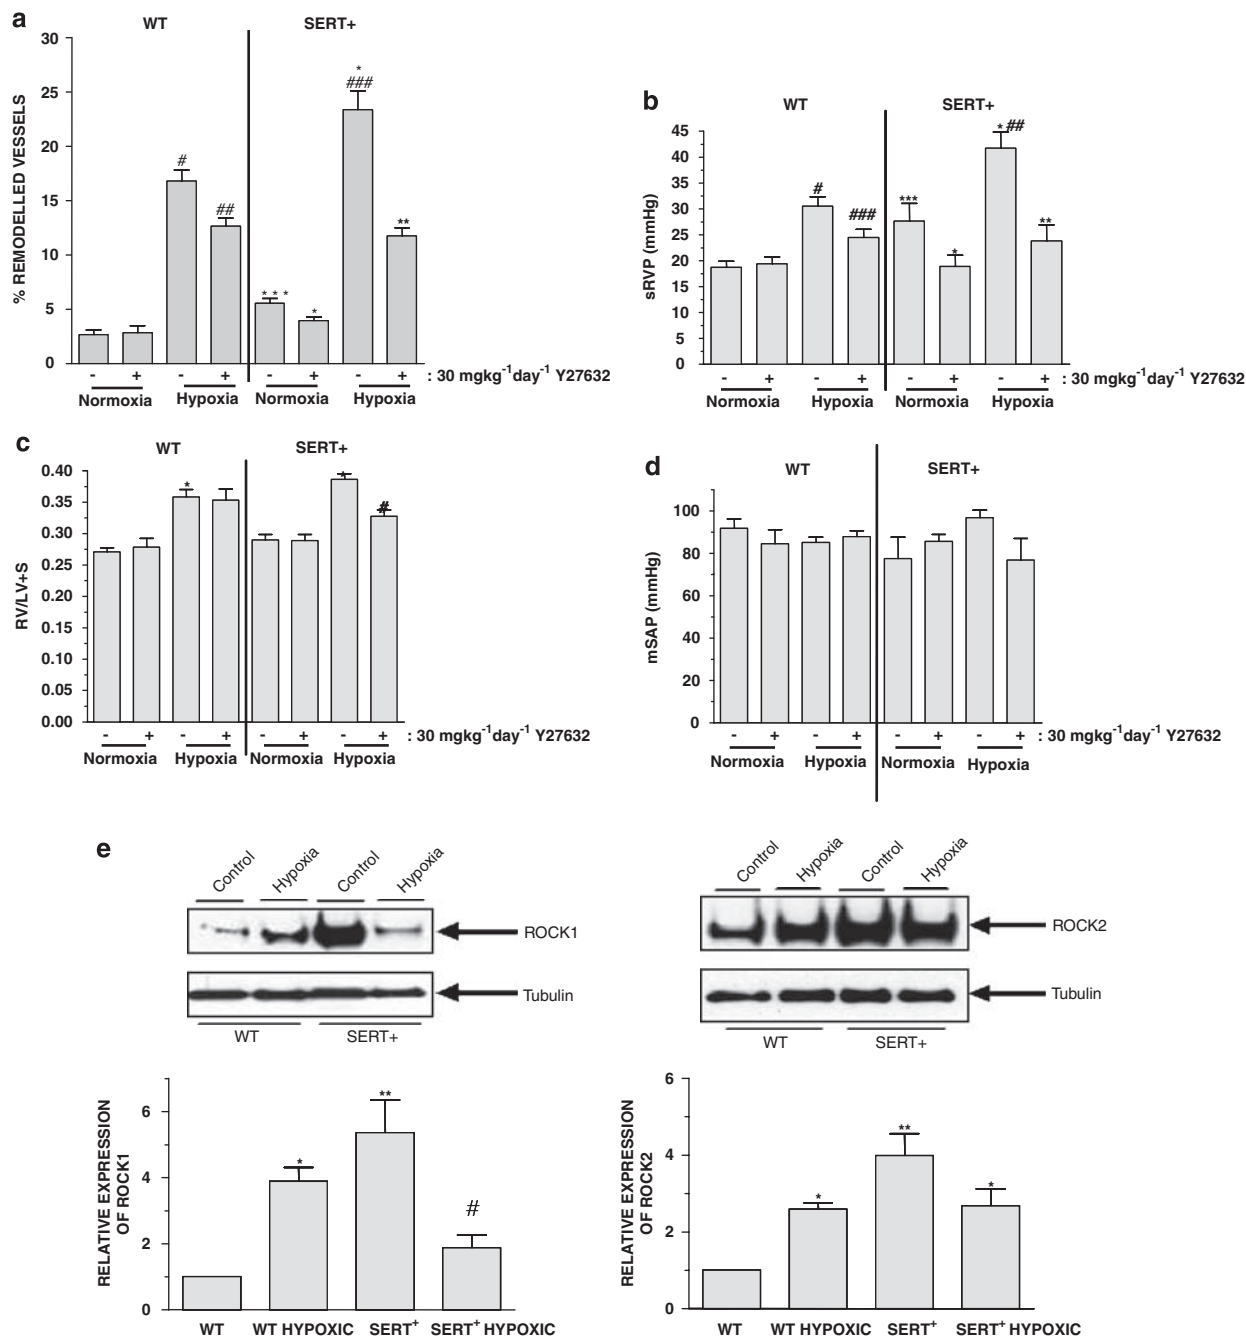 a
WT SERT+
30
25
20
15
10
5
0
% REMODELLED VESSELS
# ## * * * * * ### **
- + - + - + - + : 30 mgkg-1day-1 Y27632
Normoxia Hypoxia Normoxia Hypoxia
b
WT SERT+
45
40
35
30
25
20
15
10
5
0
sRVP (mmHg)
# ### *** * * ## **
- + - + - + - + : 30 mgkg-1day-1 Y27632
Normoxia Hypoxia Normoxia Hypoxia
c
WT SERT+
0.40
0.35
0.30
0.25
0.20
0.15
0.10
0.05
0.00
RV/LV+S
* * #
- + - + - + - + : 30 mgkg-1day-1 Y27632
Normoxia Hypoxia Normoxia Hypoxia
d
WT SERT+
100
80
60
40
20
0
mSAP (mmHg)
- + - + - + - + : 30 mgkg-1day-1 Y27632
Normoxia Hypoxia Normoxia Hypoxia
e
Control Hypoxia Control Hypoxia
ROCK1
Tubulin
WT SERT+
Control Hypoxia Control Hypoxia
ROCK2
Tubulin
WT SERT+
RELATIVE EXPRESSION
OF ROCK1
6
4
2
0
* ** #
WT WT HYPOXIC SERT+ SERT+ HYPOXIC
RELATIVE EXPRESSION
OF ROCK2
6
4
2
0
* ** *
WT WT HYPOXIC SERT+ SERT+ HYPOXIC